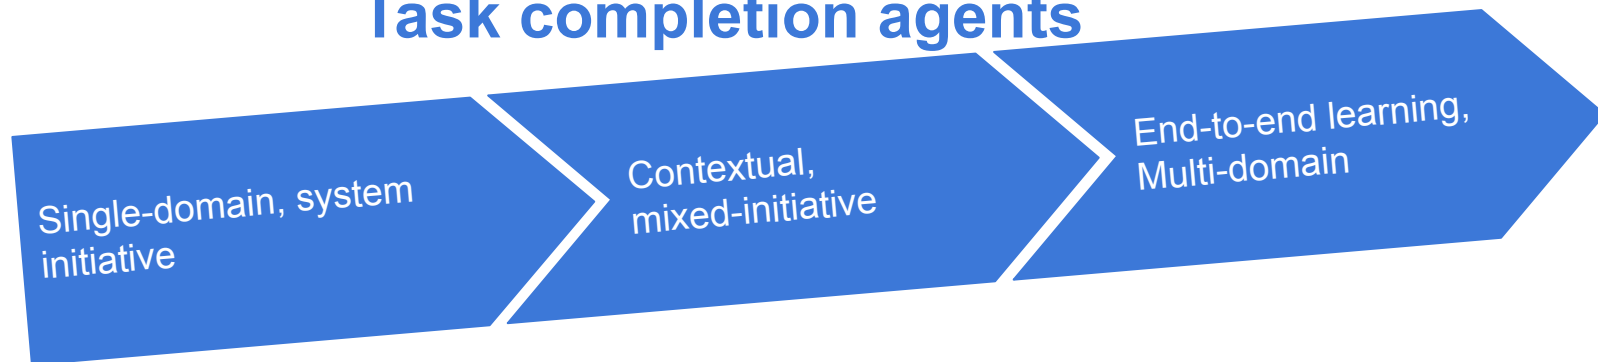 Task completion agents
Single-domain, system
initiative
Contextual,
mixed-initiative
End-to-end learning,
Multi-domain